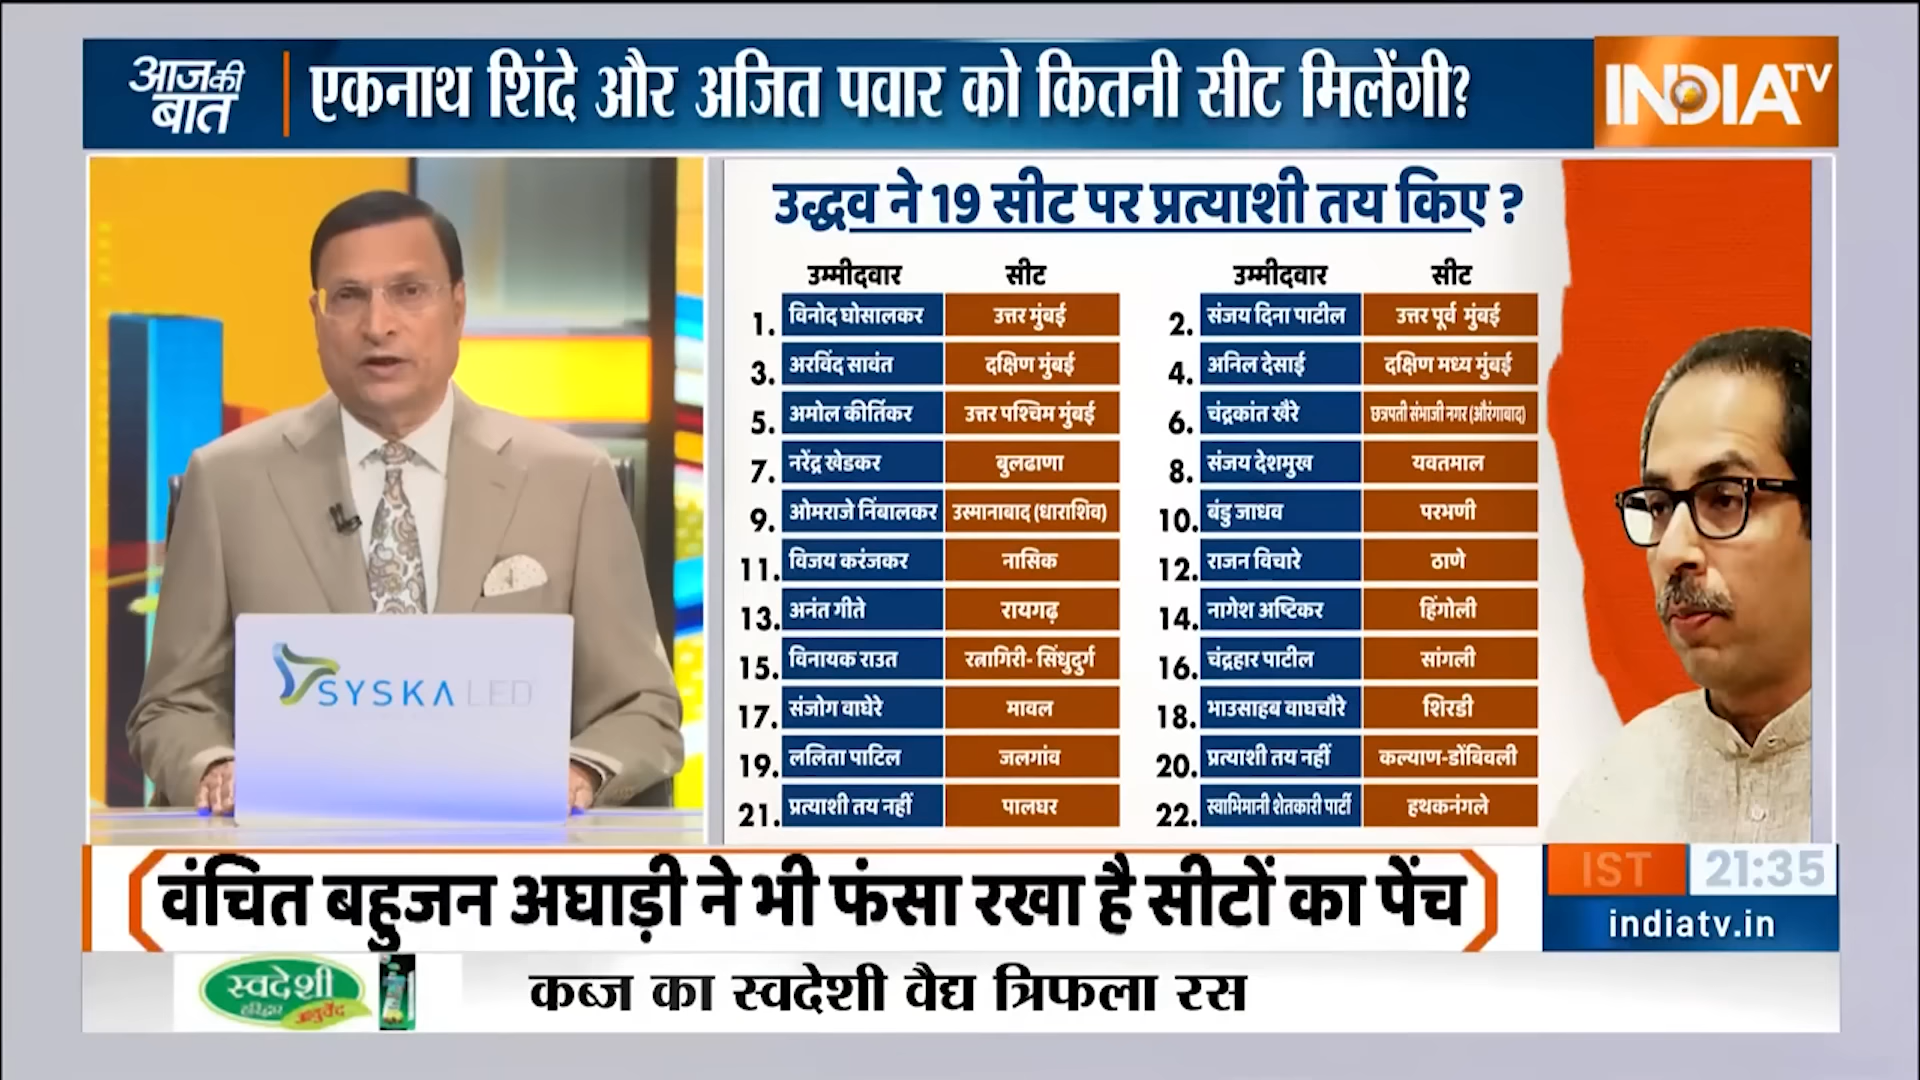 आज की बात
एकनाथ शिंदे और अजित पवार को कितनी सीट मिलेंगी?
INDIA TV
उद्धव ने 19 सीट पर प्रत्याशी तय किए ?
उम्मीदवार सीट उम्मीदवार सीट
1. विनोद घोसालकर उत्तर मुंबई 2. संजय दिना पाटील उत्तर पूर्व मुंबई
3. अरविंद सावंत दक्षिण मुंबई 4. अनिल देसाई दक्षिण मध्य मुंबई
5. अमोल कीर्तिकर उत्तर पश्चिम मुंबई 6. चंद्रकांत खैरे छत्रपती संभाजी नगर (औरंगाबाद)
7. नरेंद्र खेडकर बुलढाणा 8. संजय देशमुख यवतमाल
9. ओमराजे निंबालकर उस्मानाबाद (धाराशिव) 10. बंडु जाधव परभणी
11. विजय करंजकर नासिक 12. राजन विचारे ठाणे
13. अनंत गीते रायगढ़ 14. नागेश अष्टिकर हिंगोली
15. विनायक राउत रत्नागिरी- सिंधुदुर्ग 16. चंद्रहार पाटील सांगली
17. संजोग वाघेरे मावल 18. भाउसाहब वाघचौरे शिरडी
19. ललिता पाटिल जलगांव 20. प्रत्याशी तय नहीं कल्याण-डोंबिवली
21. प्रत्याशी तय नहीं पालघर 22. स्वाभिमानी शेतकारी पार्टी हथकनंगले
SYSKA LED
वंचित बहुजन अघाड़ी ने भी फंसा रखा है सीटों का पेंच
IST 21:35
indiatv.in
स्वदेशी
हरिद्वार
आयुर्वेद
कब्ज का स्वदेशी वैद्य त्रिफला रस